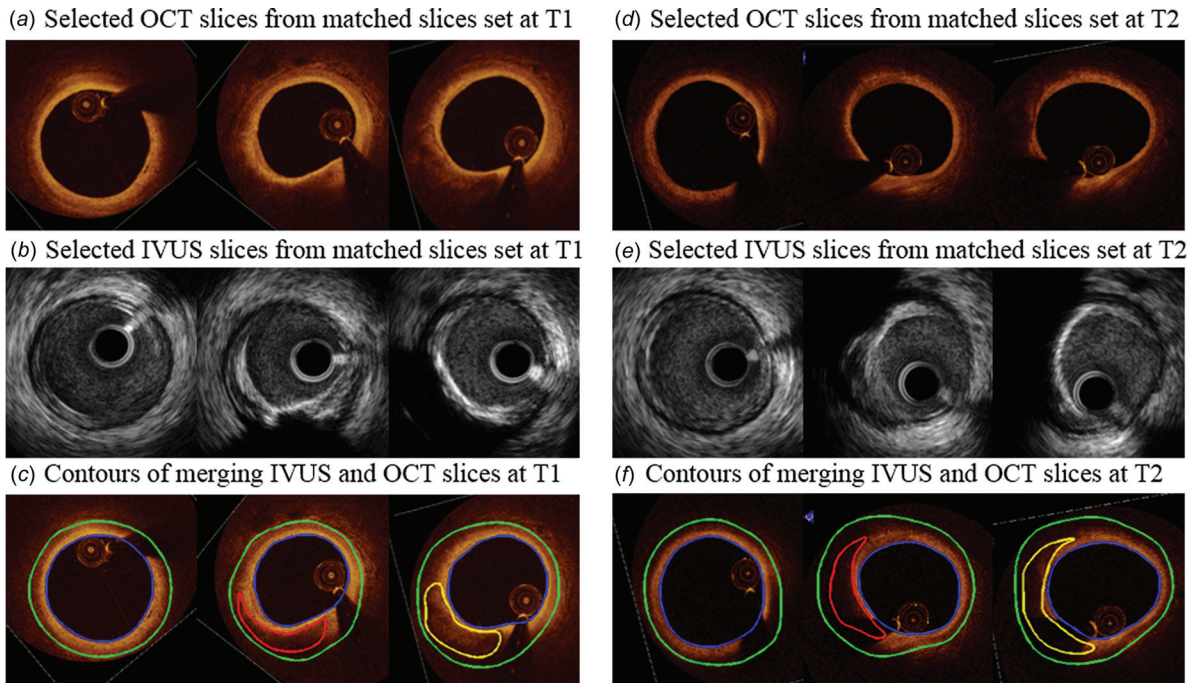 (a) Selected OCT slices from matched slices set at T1
(d) Selected OCT slices from matched slices set at T2
(b) Selected IVUS slices from matched slices set at T1
(e) Selected IVUS slices from matched slices set at T2
(c) Contours of merging IVUS and OCT slices at T1
(f) Contours of merging IVUS and OCT slices at T2